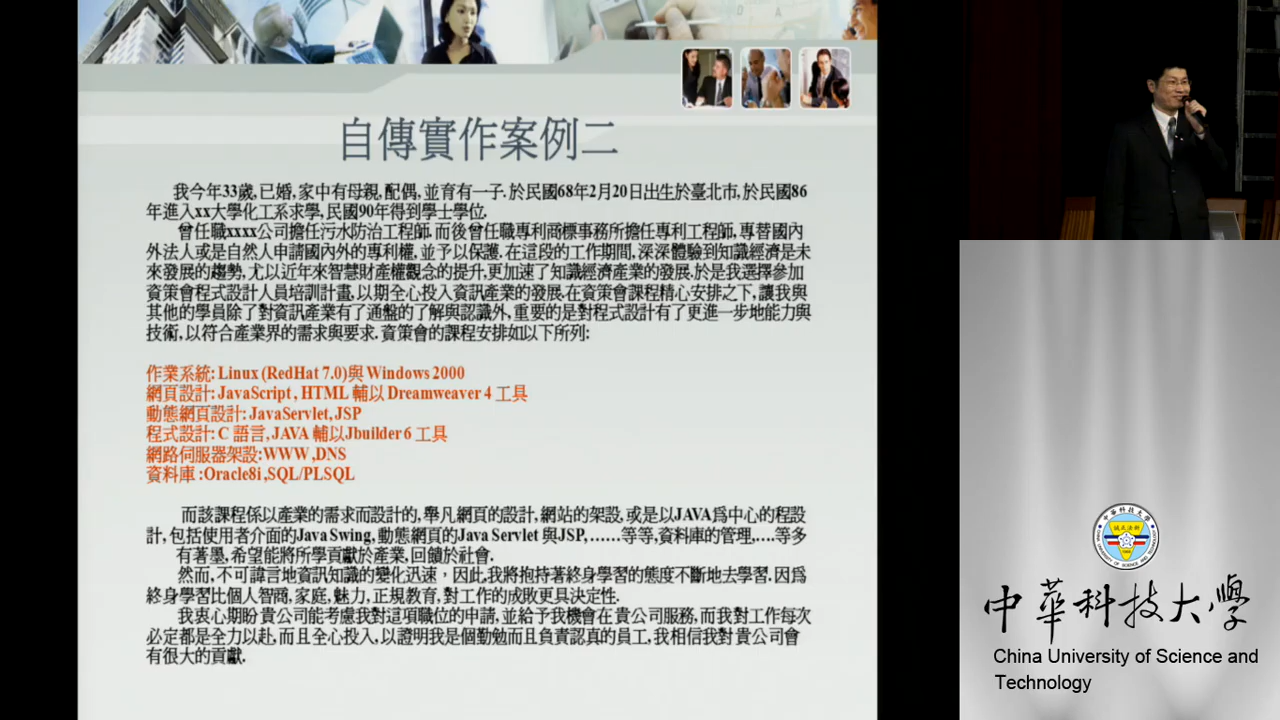 自傳實作案例二
我今年33歲, 已婚, 家中有母親, 配偶, 並育有一子. 於民國68年2月20日出生於臺北市, 於民國86
年進入xx大學化工系求學, 民國90年得到學士學位.
曾任職xxxx公司擔任污水防治工程師. 而後曾任職專利商標事務所擔任專利工程師, 專替國內
外法人或是自然人申請國內外的專利權, 並予以保護. 在這段的工作期間, 深深體驗到知識經濟是未
來發展的趨勢, 尤以近年來智慧財產權觀念的提升, 更加速了知識經濟產業的發展. 於是我選擇參加
資策會程式設計人員培訓計畫, 以期全心投入資訊產業的發展. 在資策會課程精心安排之下, 讓我與
其他的學員除了對資訊產業有了通盤的了解與認識外, 重要的是對程式設計有了更進一步地能力與
技術, 以符合產業界的需求與要求. 資策會的課程安排如以下所列:
作業系統: Linux (RedHat 7.0)與 Windows 2000
網頁設計: JavaScript , HTML 輔以 Dreamweaver 4 工具
動態網頁設計: JavaServlet, JSP
程式設計: C 語言, JAVA 輔以Jbuilder 6 工具
網路伺服器架設:WWW ,DNS
資料庫 :Oracle8i ,SQL/PLSQL
而該課程係以產業的需求而設計的, 舉凡網頁的設計, 網站的架設, 或是以JAVA為中心的程設
計, 包括使用者介面的Java Swing, 動態網頁的Java Servlet 與JSP, ……等等, 資料庫的管理,….等多
有著墨, 希望能將所學貢獻於產業, 回饋於社會.
然而, 不可諱言地資訊知識的變化迅速，因此,我將抱持著終身學習的態度不斷地去學習. 因為
終身學習比個人智商, 家庭, 魅力, 正規教育, 對工作的成敗更具決定性.
我衷心期盼貴公司能考慮我對這項職位的申請, 並給予我機會在貴公司服務, 而我對工作每次
必定都是全力以赴, 而且全心投入, 以證明我是個勤勉而且負責認真的員工, 我相信我對貴公司會
有很大的貢獻.
中華科技大學
China University of Science and
Technology